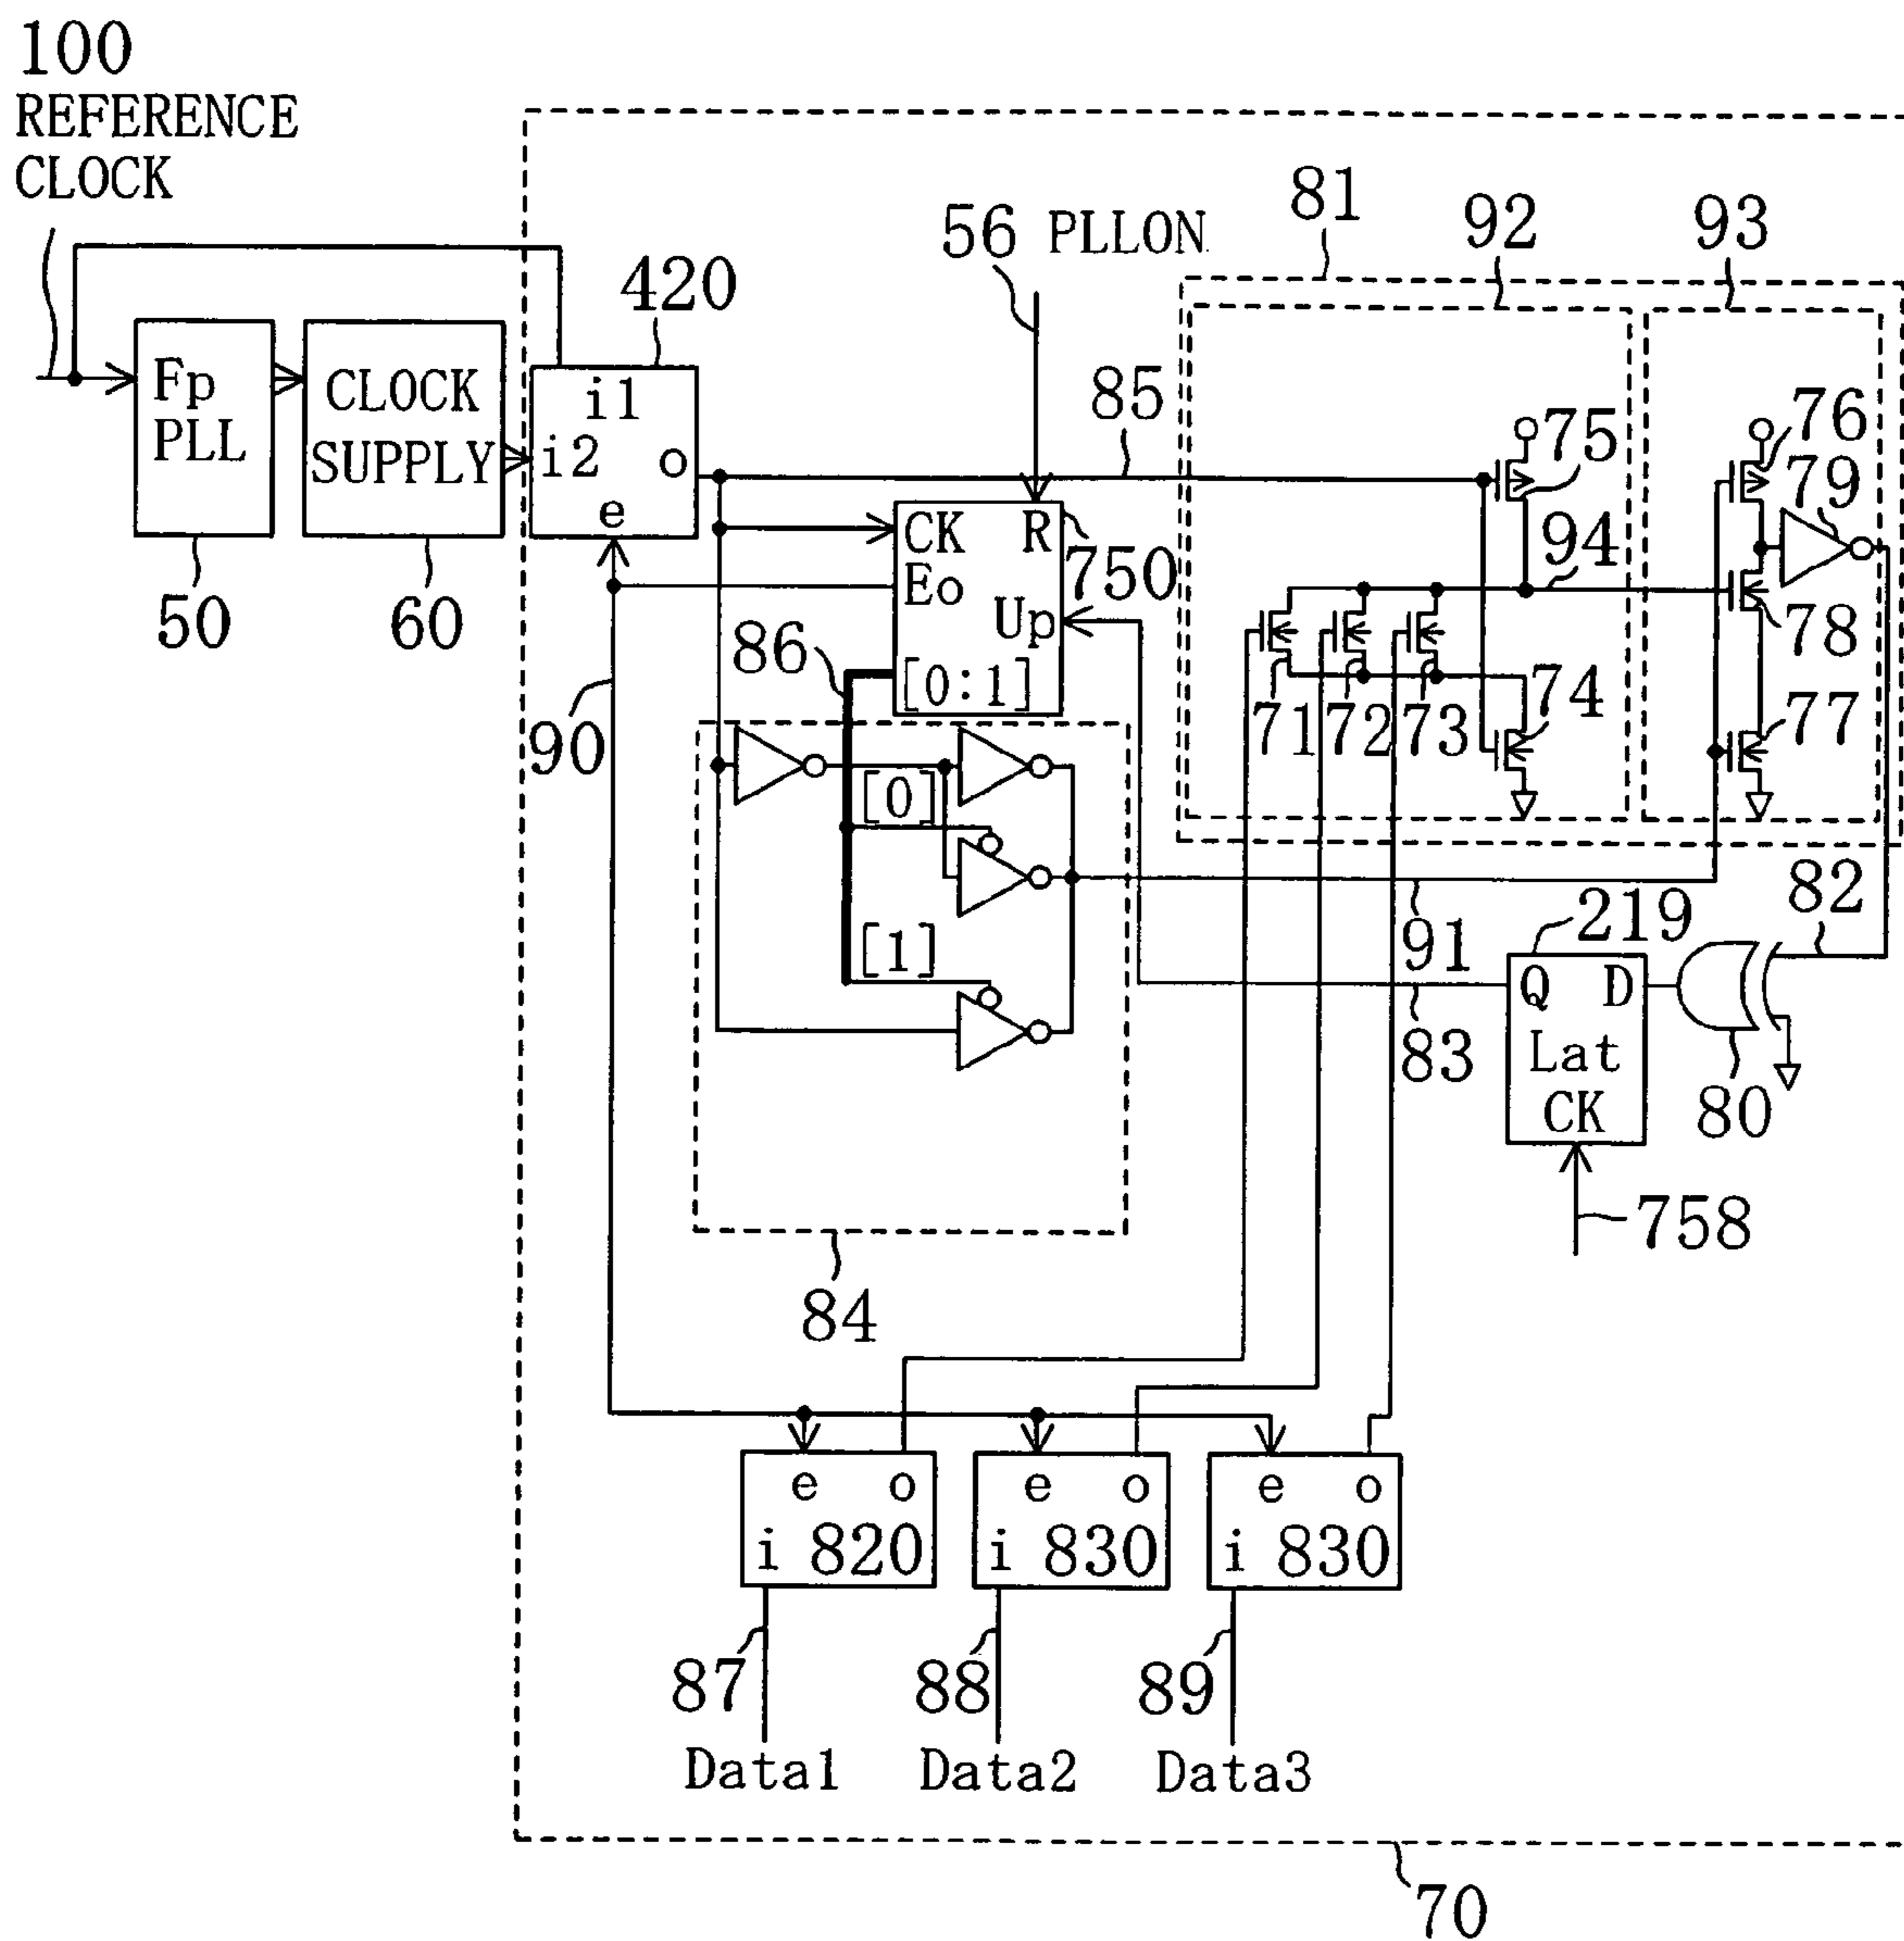 100
REFERENCE
CLOCK
81
92
93
56 PLLON
420
85
Fp
PLL
CLOCK
SUPPLY
i1
i2
o
e
75
76
79
CK
R
750
Eo
Up
[0:1]
94
78
50
60
86
90
71
72
73
74
77
[0]
[1]
91
82
219
Q
D
Lat
CK
83
80
758
84
e
o
i 820
e
o
i 830
e
o
i 830
87
88
89
Data1
Data2
Data3
70